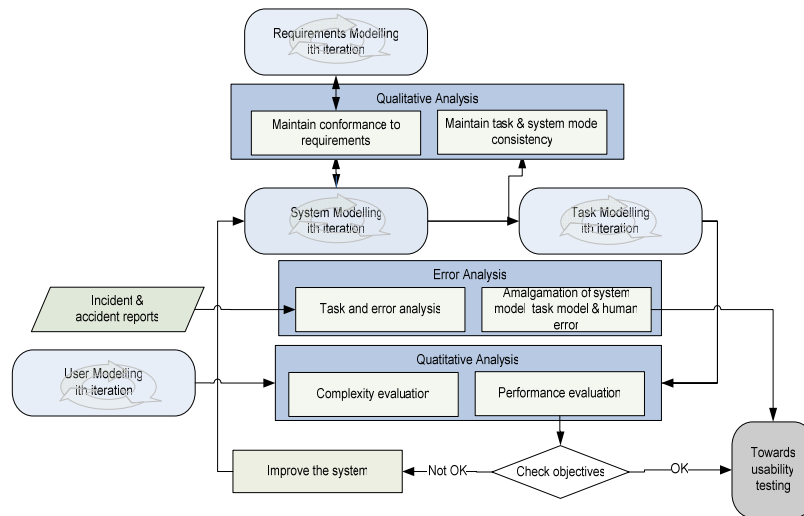 Requirements Modelling
ith iteration
Qualitative Analysis
Maintain conformance to
requirements
Maintain task & system mode
consistency
System Modelling
ith iteration
Task Modelling
ith iteration
Error Analysis
Incident &
accident reports
Task and error analysis
Amalgamation of system
model, task model & human
error
Qutitative Analysis
User Modelling
ith iteration
Complexity evaluation
Performance evaluation
Improve the system
Not OK
Check objectives
OK
Towards
usability
testing